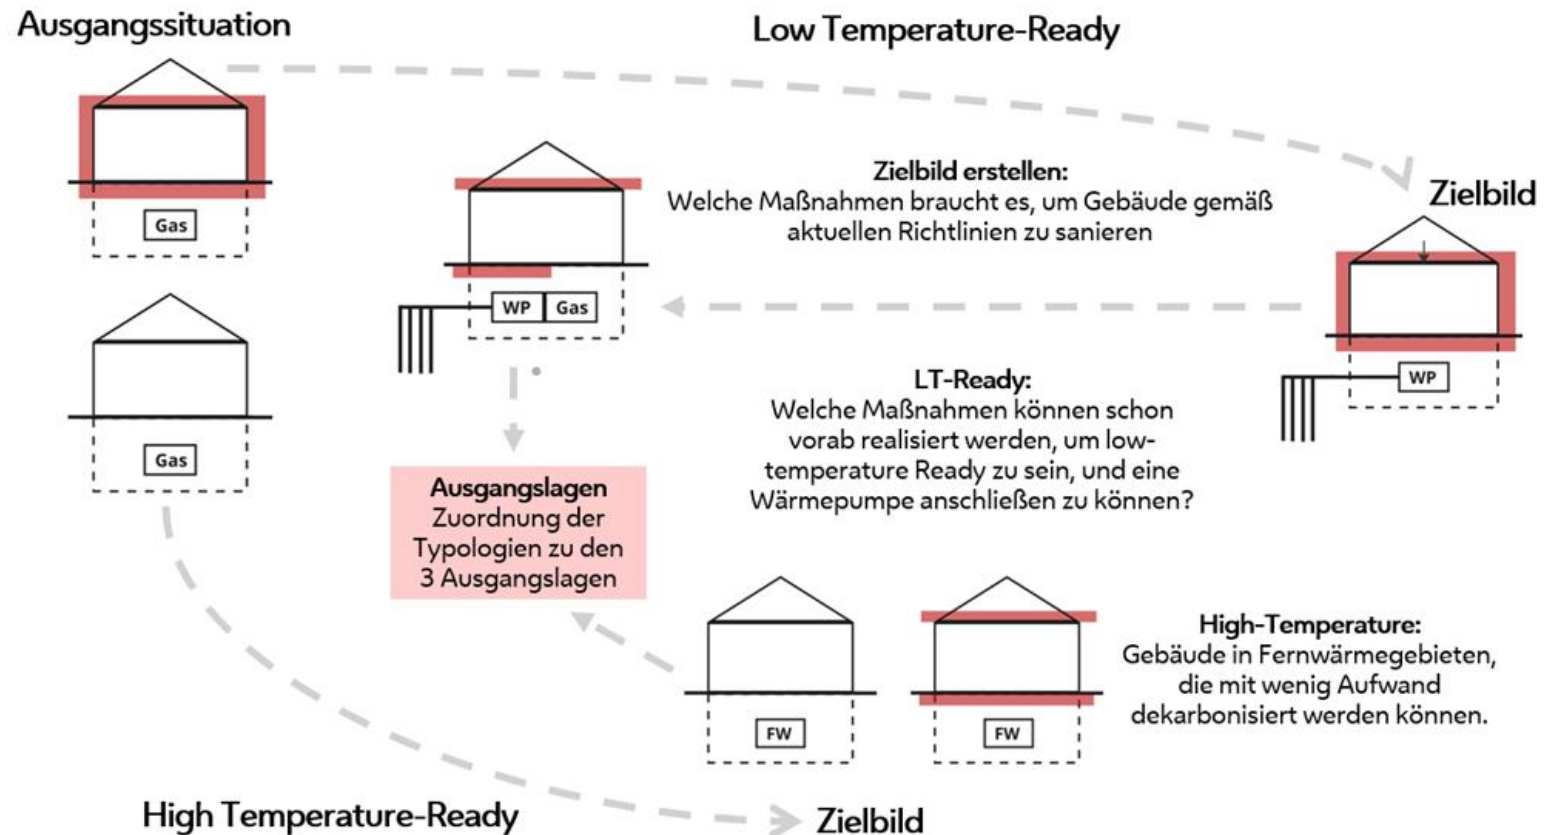 Ausgangssituation
Low Temperature-Ready
Gas
Zielbild erstellen:
Welche Maßnahmen braucht es, um Gebäude gemäß
aktuellen Richtlinien zu sanieren
Zielbild
WP
Gas
WP
Gas
LT-Ready:
Welche Maßnahmen können schon
vorab realisiert werden, um low-
temperature Ready zu sein, und eine
Wärmepumpe anschließen zu können?
Ausgangslagen
Zuordnung der
Typologien zu den
3 Ausgangslagen
High-Temperature:
Gebäude in Fernwärmegebieten,
die mit wenig Aufwand
dekarbonisiert werden können.
FW
FW
High Temperature-Ready
Zielbild